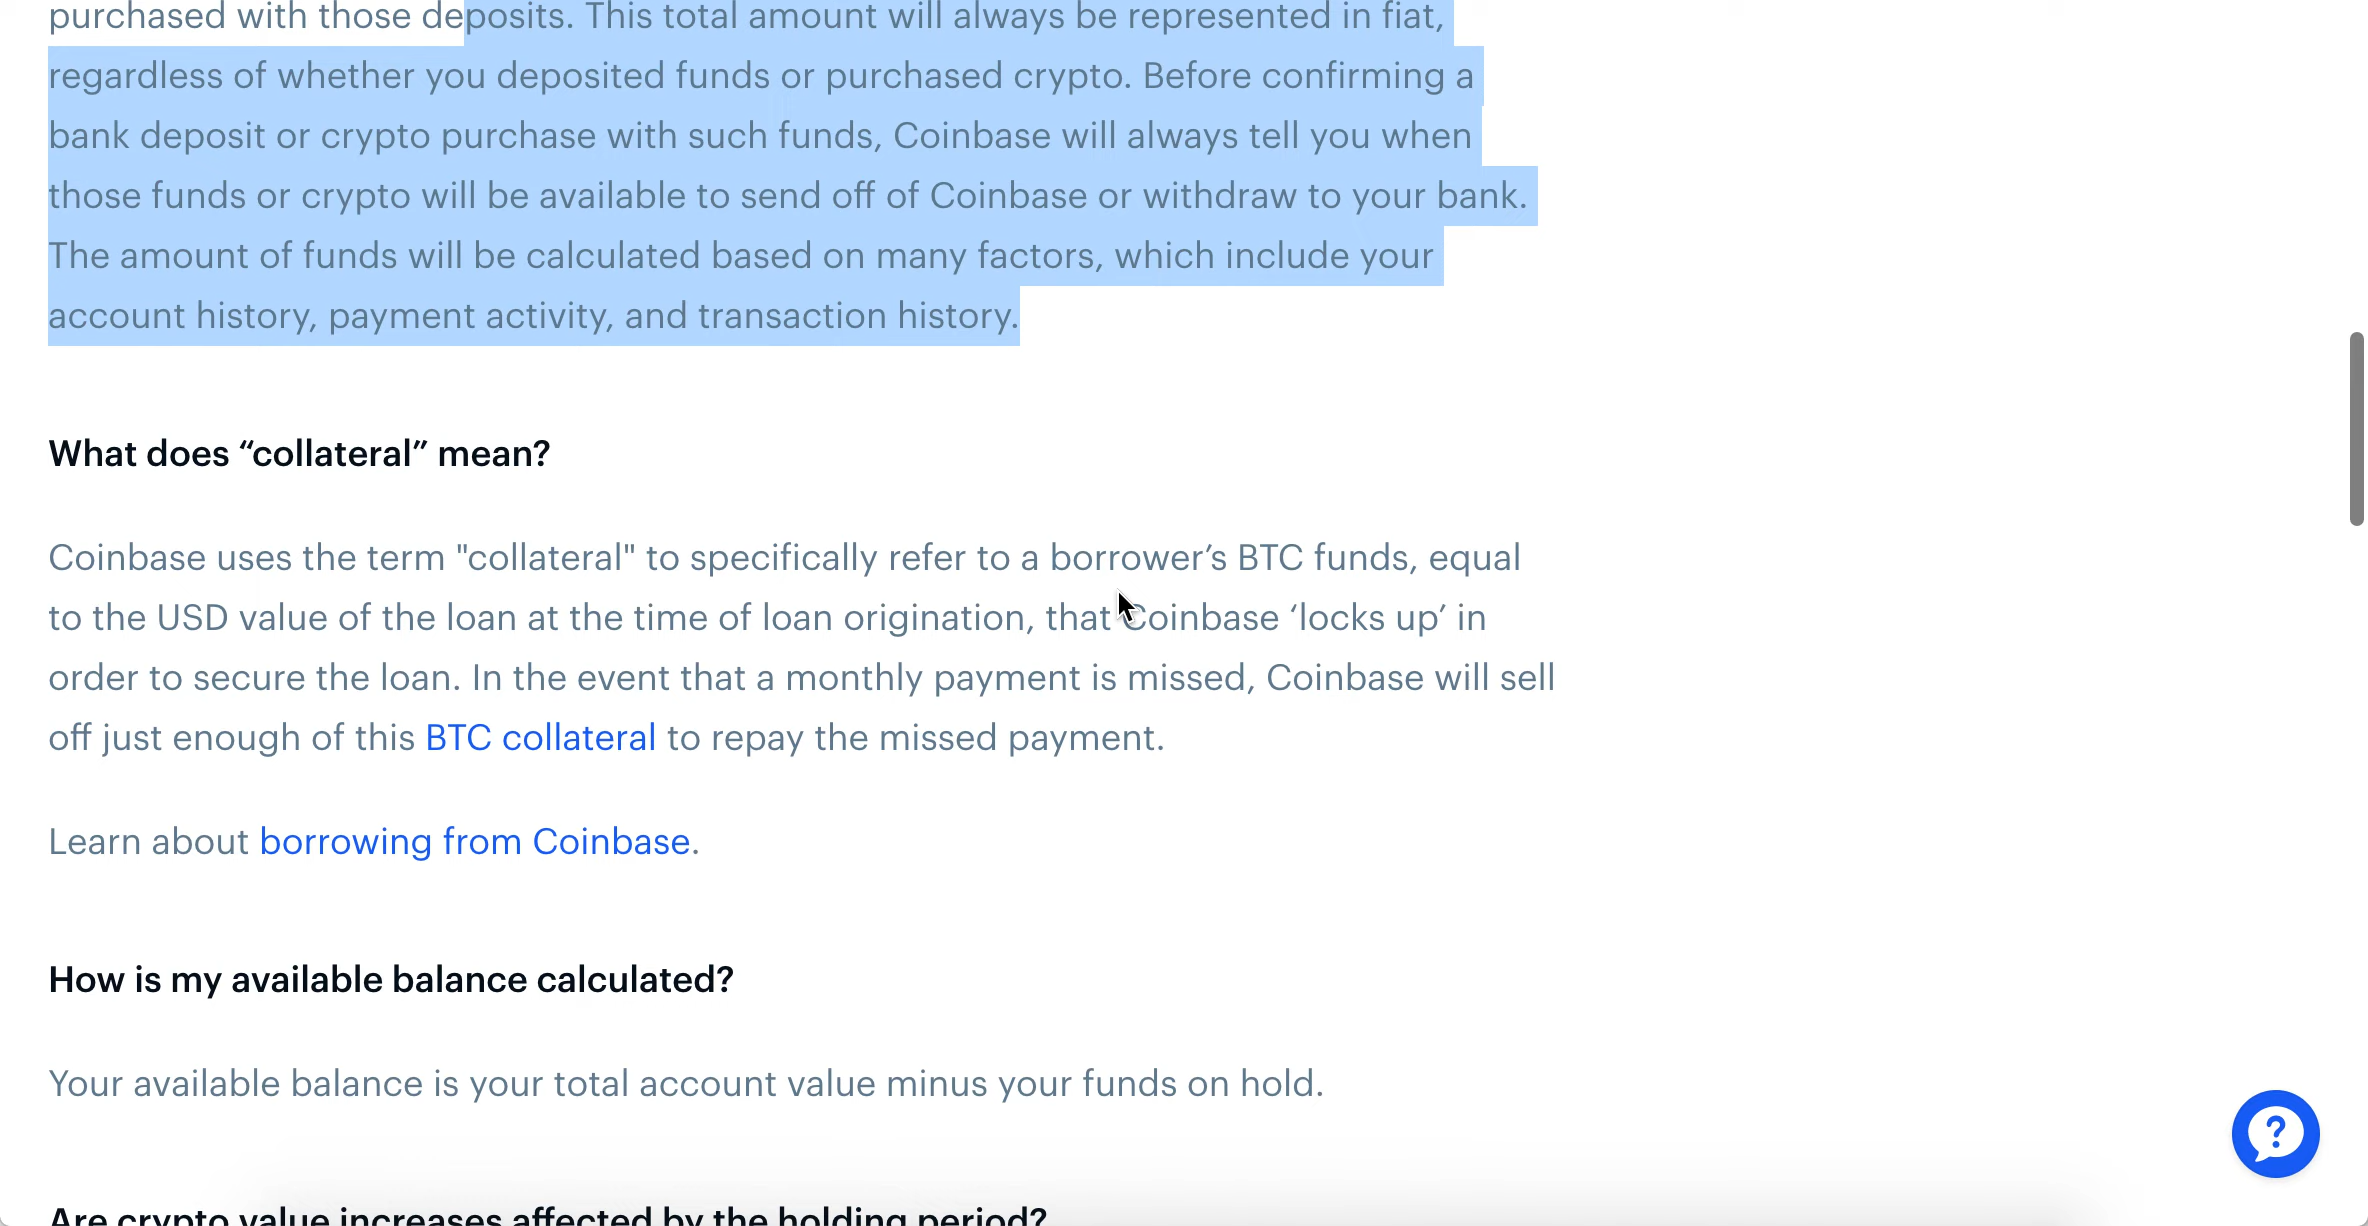 purchased with those deposits. This total amount will always be represented in fiat,
regardless of whether you deposited funds or purchased crypto. Before confirming a
bank deposit or crypto purchase with such funds, Coinbase will always tell you when
those funds or crypto will be available to send off of Coinbase or withdraw to your bank.
The amount of funds will be calculated based on many factors, which include your
account history, payment activity, and transaction history.
What does “collateral” mean?
Coinbase uses the term "collateral" to specifically refer to a borrower’s BTC funds, equal
to the USD value of the loan at the time of loan origination, that Coinbase ‘locks up’ in
order to secure the loan. In the event that a monthly payment is missed, Coinbase will sell
off just enough of this BTC collateral to repay the missed payment.
Learn about borrowing from Coinbase.
How is my available balance calculated?
Your available balance is your total account value minus your funds on hold.
Are crypto value increases affected by the holding period?